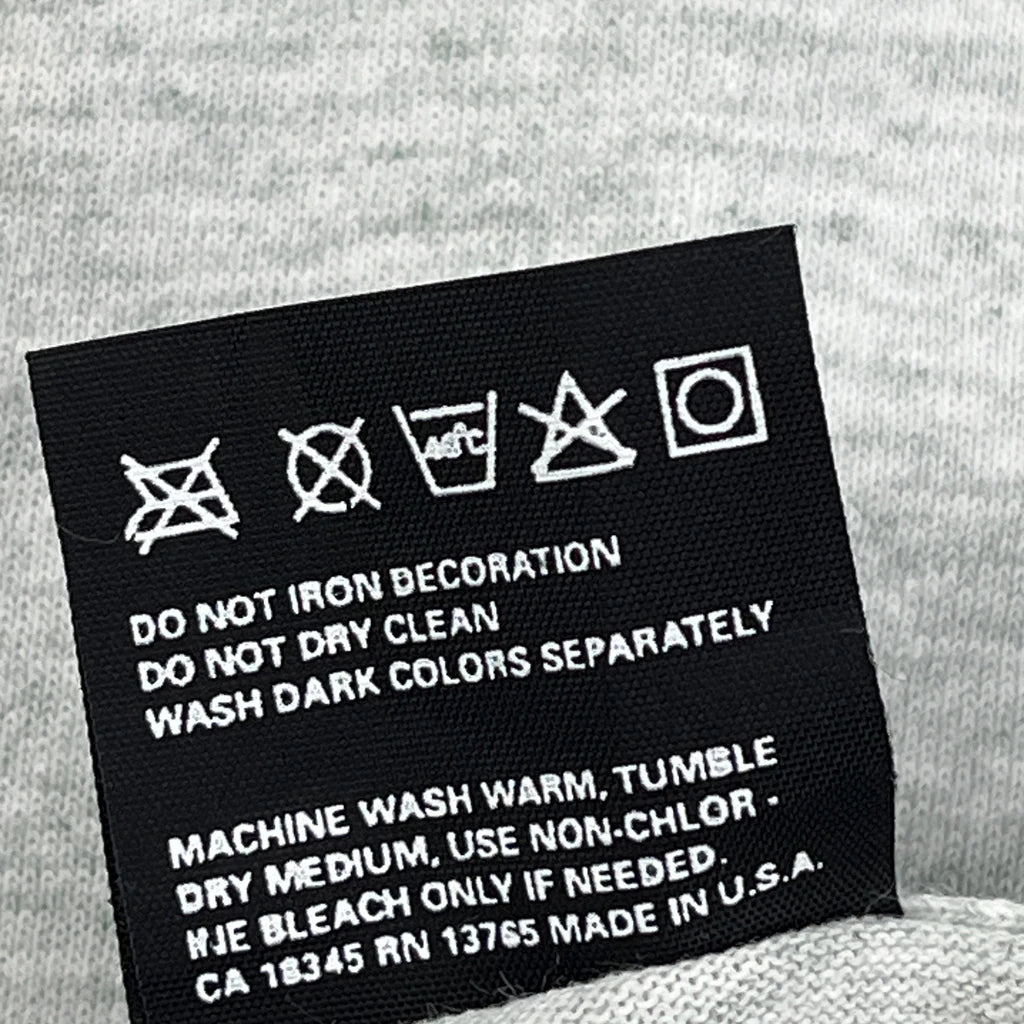 DO NOT IRON DECORATION
DO NOT DRY CLEAN
WASH DARK COLORS SEPARATELY
MACHINE WASH WARM, TUMBLE
DRY MEDIUM, USE NON-CHLOR -
INE BLEACH ONLY IF NEEDED.
CA 18345 RN 13765 MADE IN U.S.A.